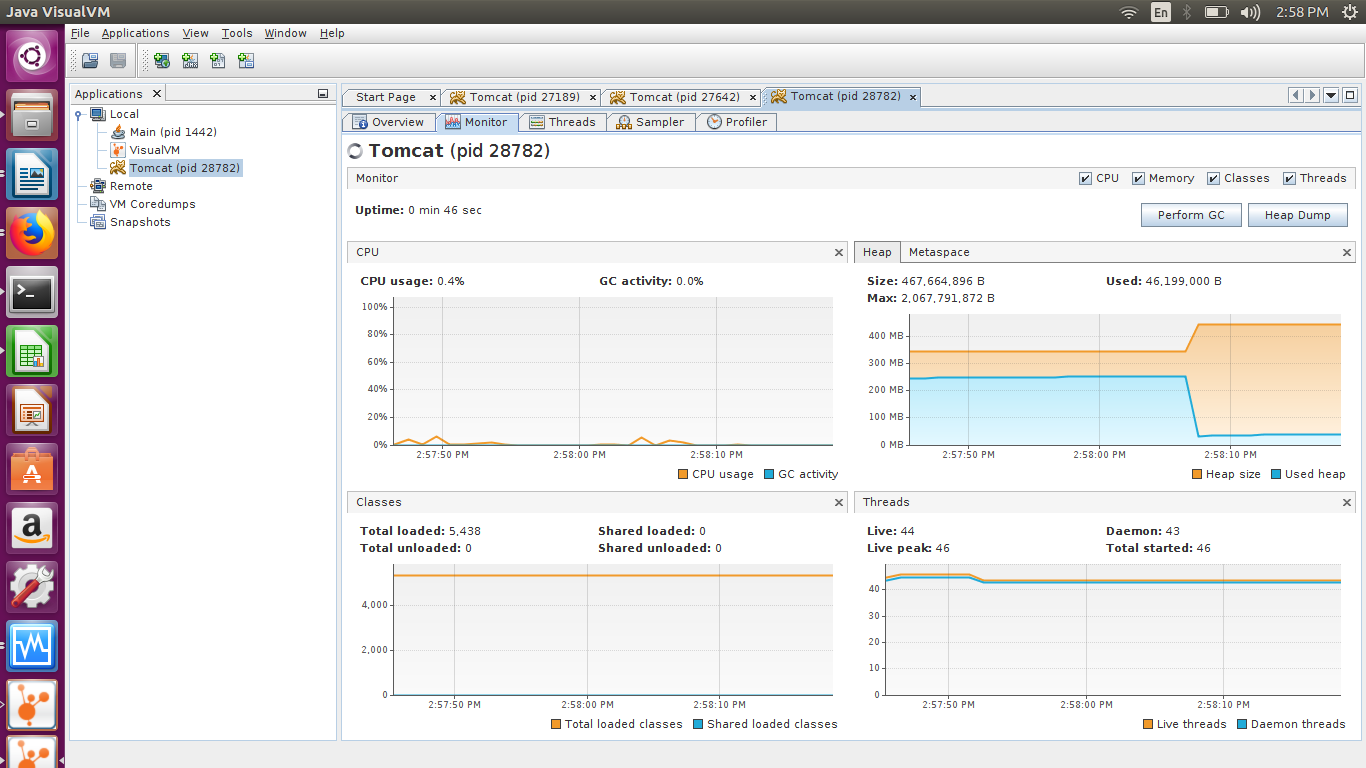 Java VisualVM
En
2:58 PM
File Applications View Tools Window Help
Applications
Local
Main (pid 1442)
VisualVM
Tomcat (pid 28782)
Remote
VM Coredumps
Snapshots
Start Page Tomcat (pid 27189) Tomcat (pid 27642) Tomcat (pid 28782)
Overview Monitor Threads Sampler Profiler
Tomcat (pid 28782)
Monitor CPU Memory Classes Threads
Uptime: 0 min 46 sec
Perform GC Heap Dump
CPU
CPU usage: 0.4% GC activity: 0.0%
100%
80%
60%
40%
20%
0%
2:57:50 PM 2:58:00 PM 2:58:10 PM
CPU usage GC activity
Heap Metaspace
Size: 467,664,896 B Used: 46,199,000 B
Max: 2,067,791,872 B
400 MB
300 MB
200 MB
100 MB
0 MB
2:57:50 PM 2:58:00 PM 2:58:10 PM
Heap size Used heap
Classes
Total loaded: 5,438 Shared loaded: 0
Total unloaded: 0 Shared unloaded: 0
4,000
2,000
0
2:57:50 PM 2:58:00 PM 2:58:10 PM
Total loaded classes Shared loaded classes
Threads
Live: 44 Daemon: 43
Live peak: 46 Total started: 46
40
30
20
10
0
2:57:50 PM 2:58:00 PM 2:58:10 PM
Live threads Daemon threads